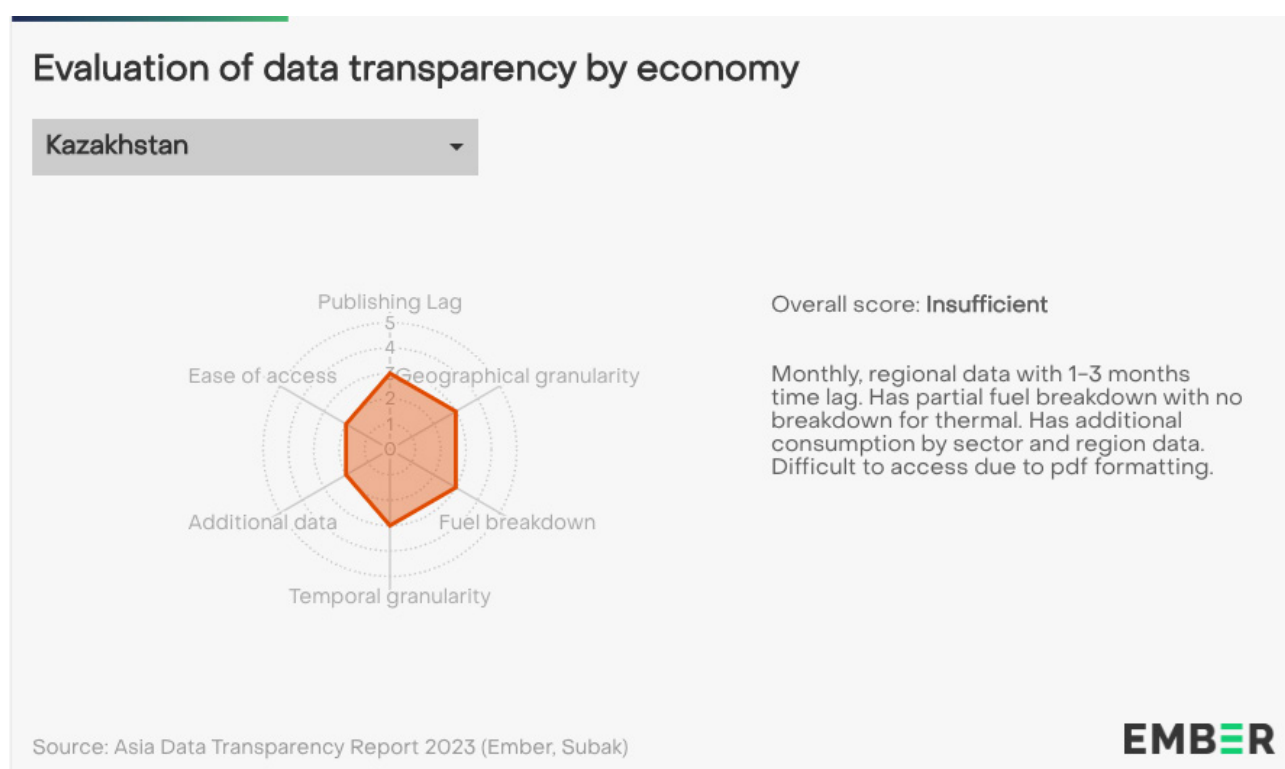 Evaluation of data transparency by economy
Kazakhstan
Publishing Lag
5
4
3
2
1
0
Ease of access
Geographical granularity
Additional data
Fuel breakdown
Temporal granularity
Overall score: Insufficient
Monthly, regional data with 1–3 months
time lag. Has partial fuel breakdown with no
breakdown for thermal. Has additional
consumption by sector and region data.
Difficult to access due to pdf formatting.
Source: Asia Data Transparency Report 2023 (Ember, Subak)
EMBER